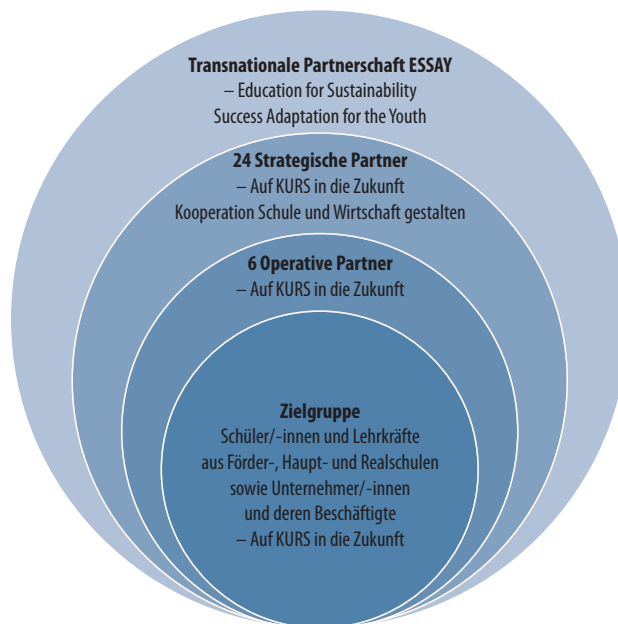 Transnationale Partnerschaft ESSAY
– Education for Sustainability
Success Adaptation for the Youth
24 Strategische Partner
– Auf KURS in die Zukunft
Kooperation Schule und Wirtschaft gestalten
6 Operative Partner
– Auf KURS in die Zukunft
Zielgruppe
Schüler/-innen und Lehrkräfte
aus Förder-, Haupt- und Realschulen
sowie Unternehmer/-innen
und deren Beschäftigte
– Auf KURS in die Zukunft